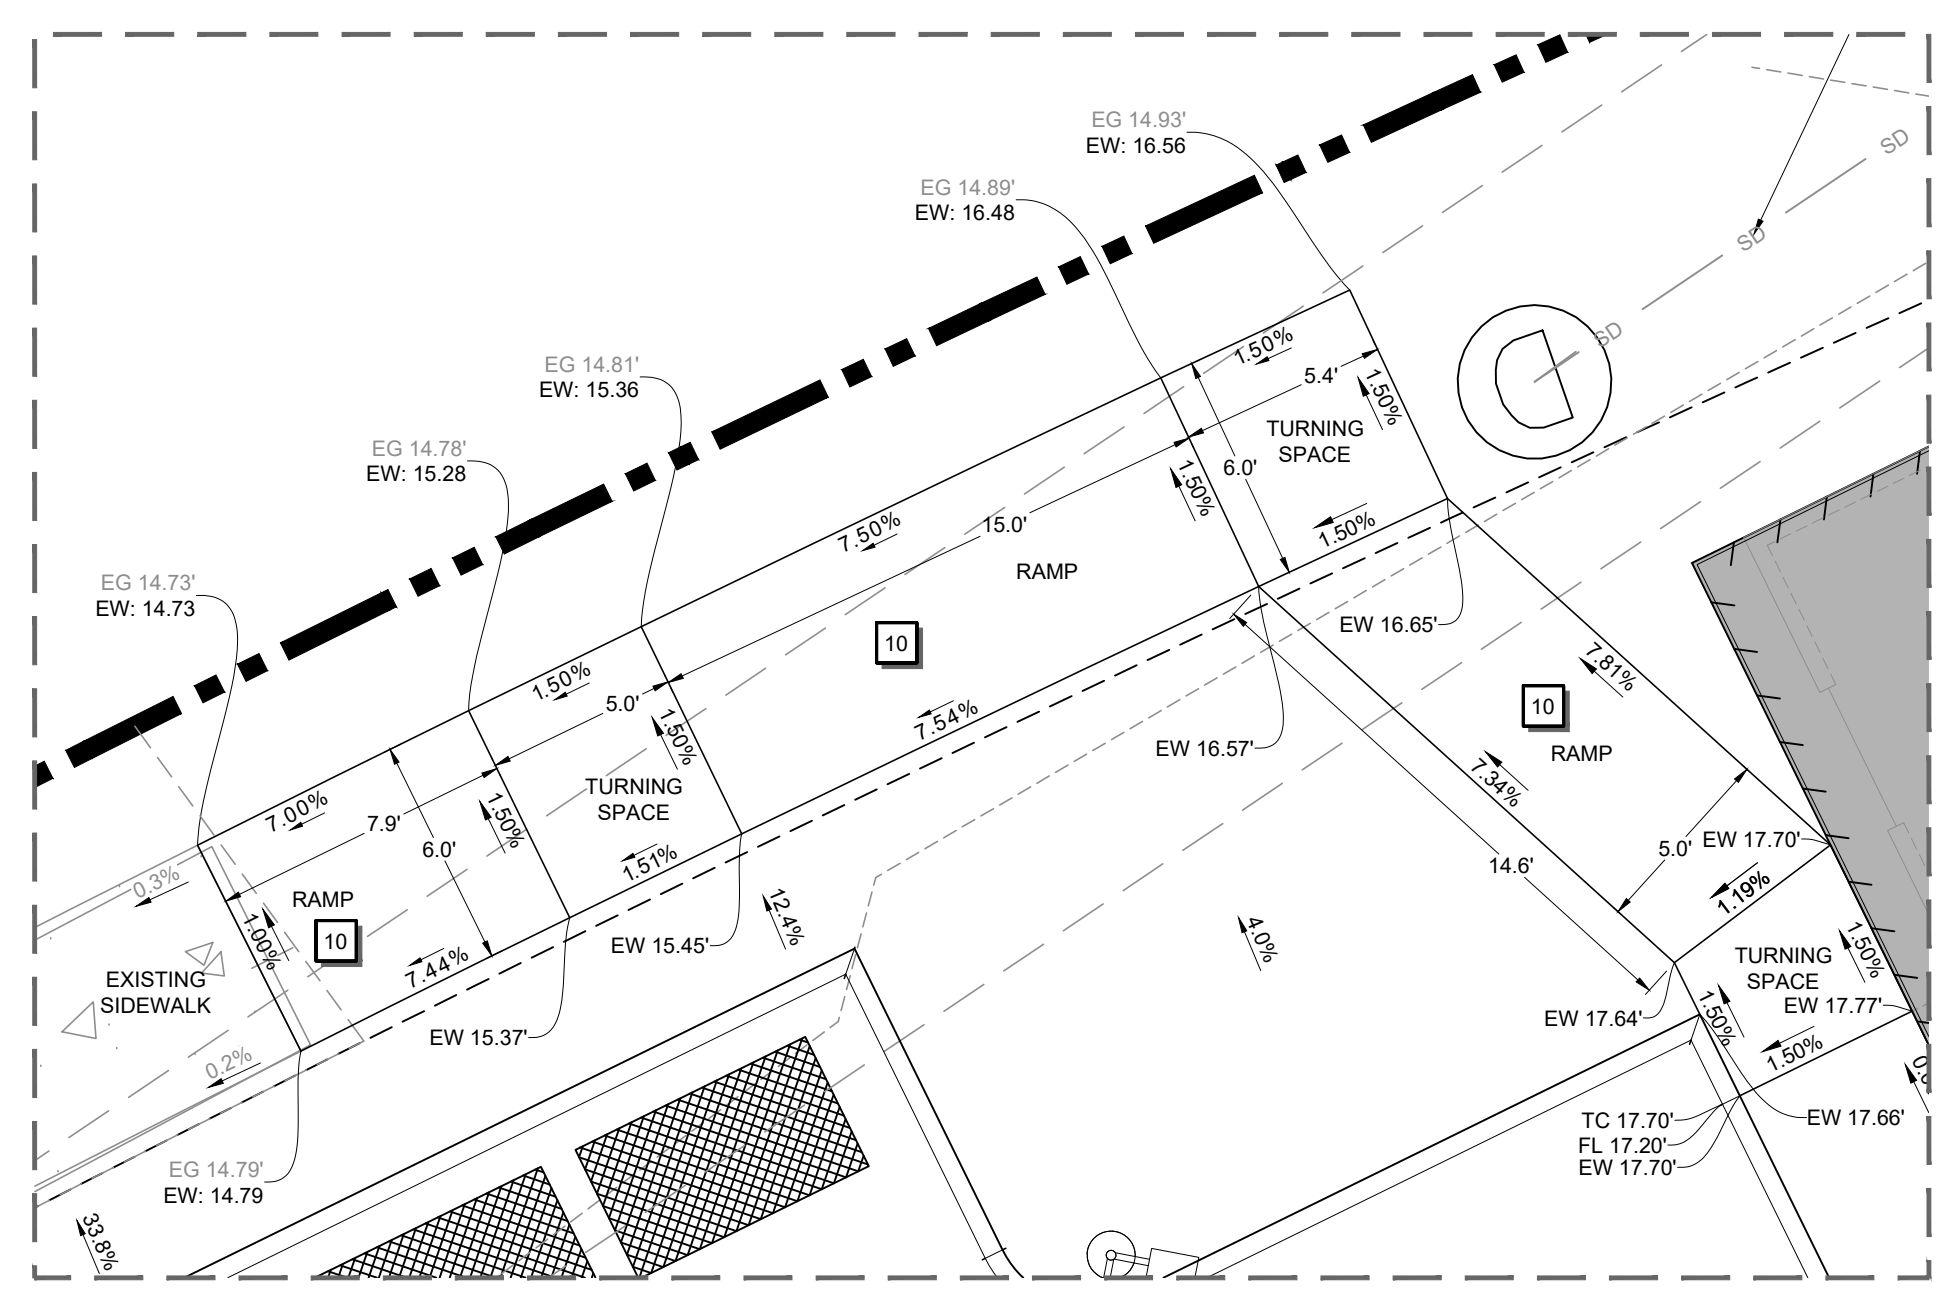 EG 14.93'
EW: 16.56
SD
EG 14.89'
EW: 16.48
SD
SD
1.50%
5.4'
1.50%
EG 14.81'
EW: 15.36
TURNING
SPACE
6.0'
1.50%
EG 14.78'
EW: 15.28
7.50%
15.0'
1.50%
RAMP
EG 14.73'
EW: 14.73
EW 16.65'
10
7.81%
1.50%
5.0'
1.50%
7.54%
EW 16.57'
10
RAMP
TURNING
SPACE
7.34%
7.00%
7.9'
1.50%
6.0'
1.51%
14.6'
5.0'
EW 17.70'
0.3%
1.19%
RAMP
10
1.00%
7.44%
EW 15.45'
12.4%
4.0%
1.50%
TURNING
SPACE
EXISTING
SIDEWALK
EW 15.37'
EW 17.64'
1.50%
EW 17.77'
1.50%
0.2%
TC 17.70'
FL 17.20'
EW 17.70'
EW 17.66'
EG 14.79'
EW: 14.79
33.8%